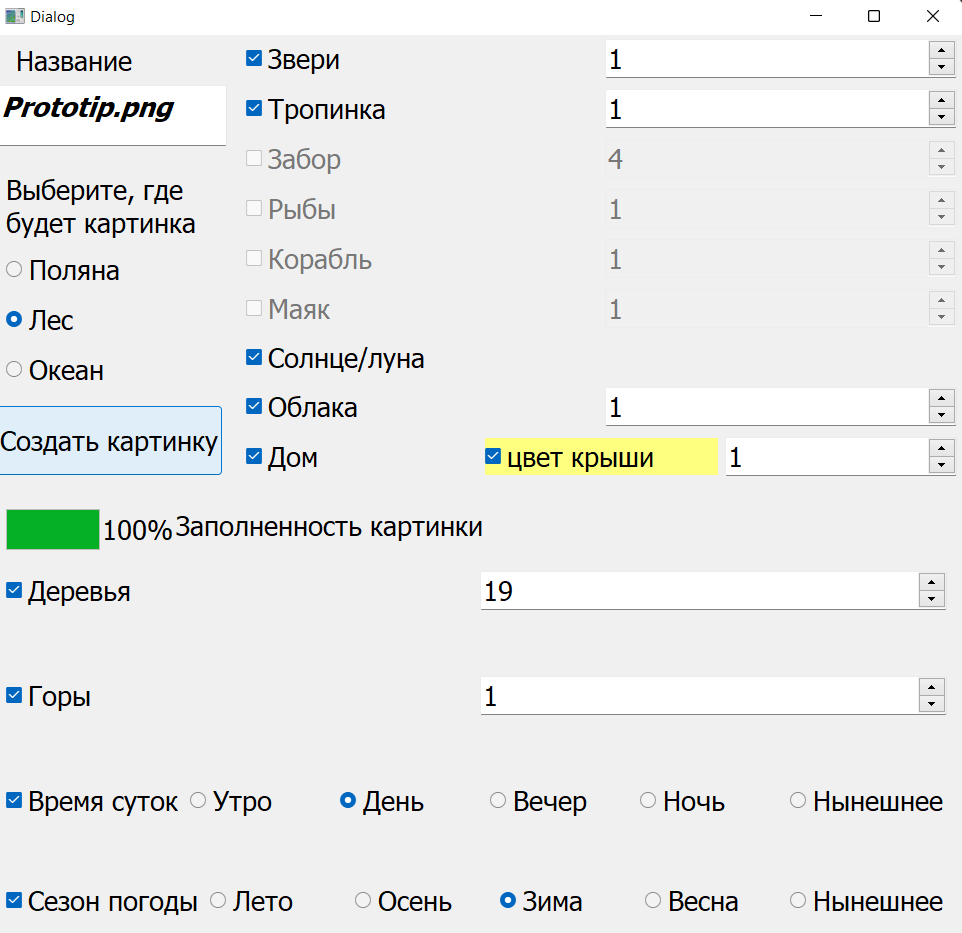 Dialog
Название
Prototip.png
Выберите, где
будет картинка
Поляна
Лес
Океан
Создать картинку
Звери 1
Тропинка 1
Забор 4
Рыбы 1
Корабль 1
Маяк 1
Солнце/луна
Облака 1
Дом цвет крыши 1
100% Заполненность картинки
Деревья 19
Горы 1
Время суток Утро День Вечер Ночь Нынешнее
Сезон погоды Лето Осень Зима Весна Нынешнее